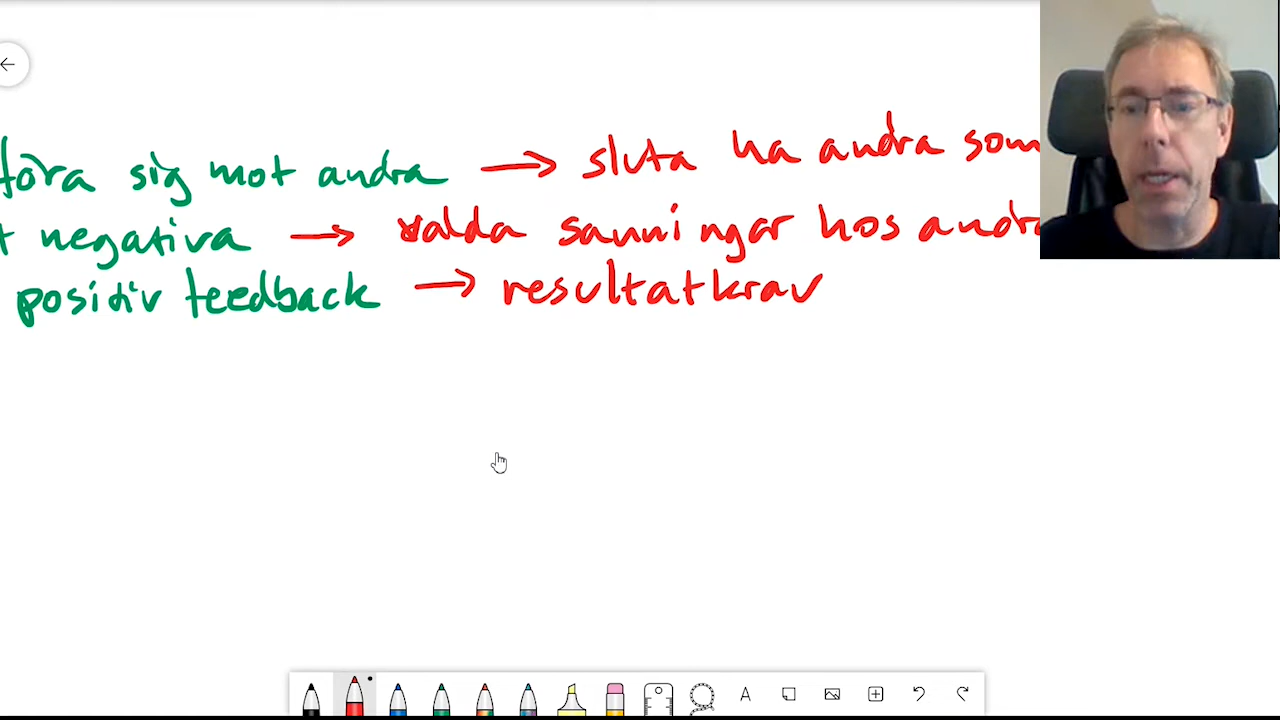 föra sig mot andra → sluta ha andra som
t negativa → valda sanningar hos andra
positiv feedback → resultatkrav
A